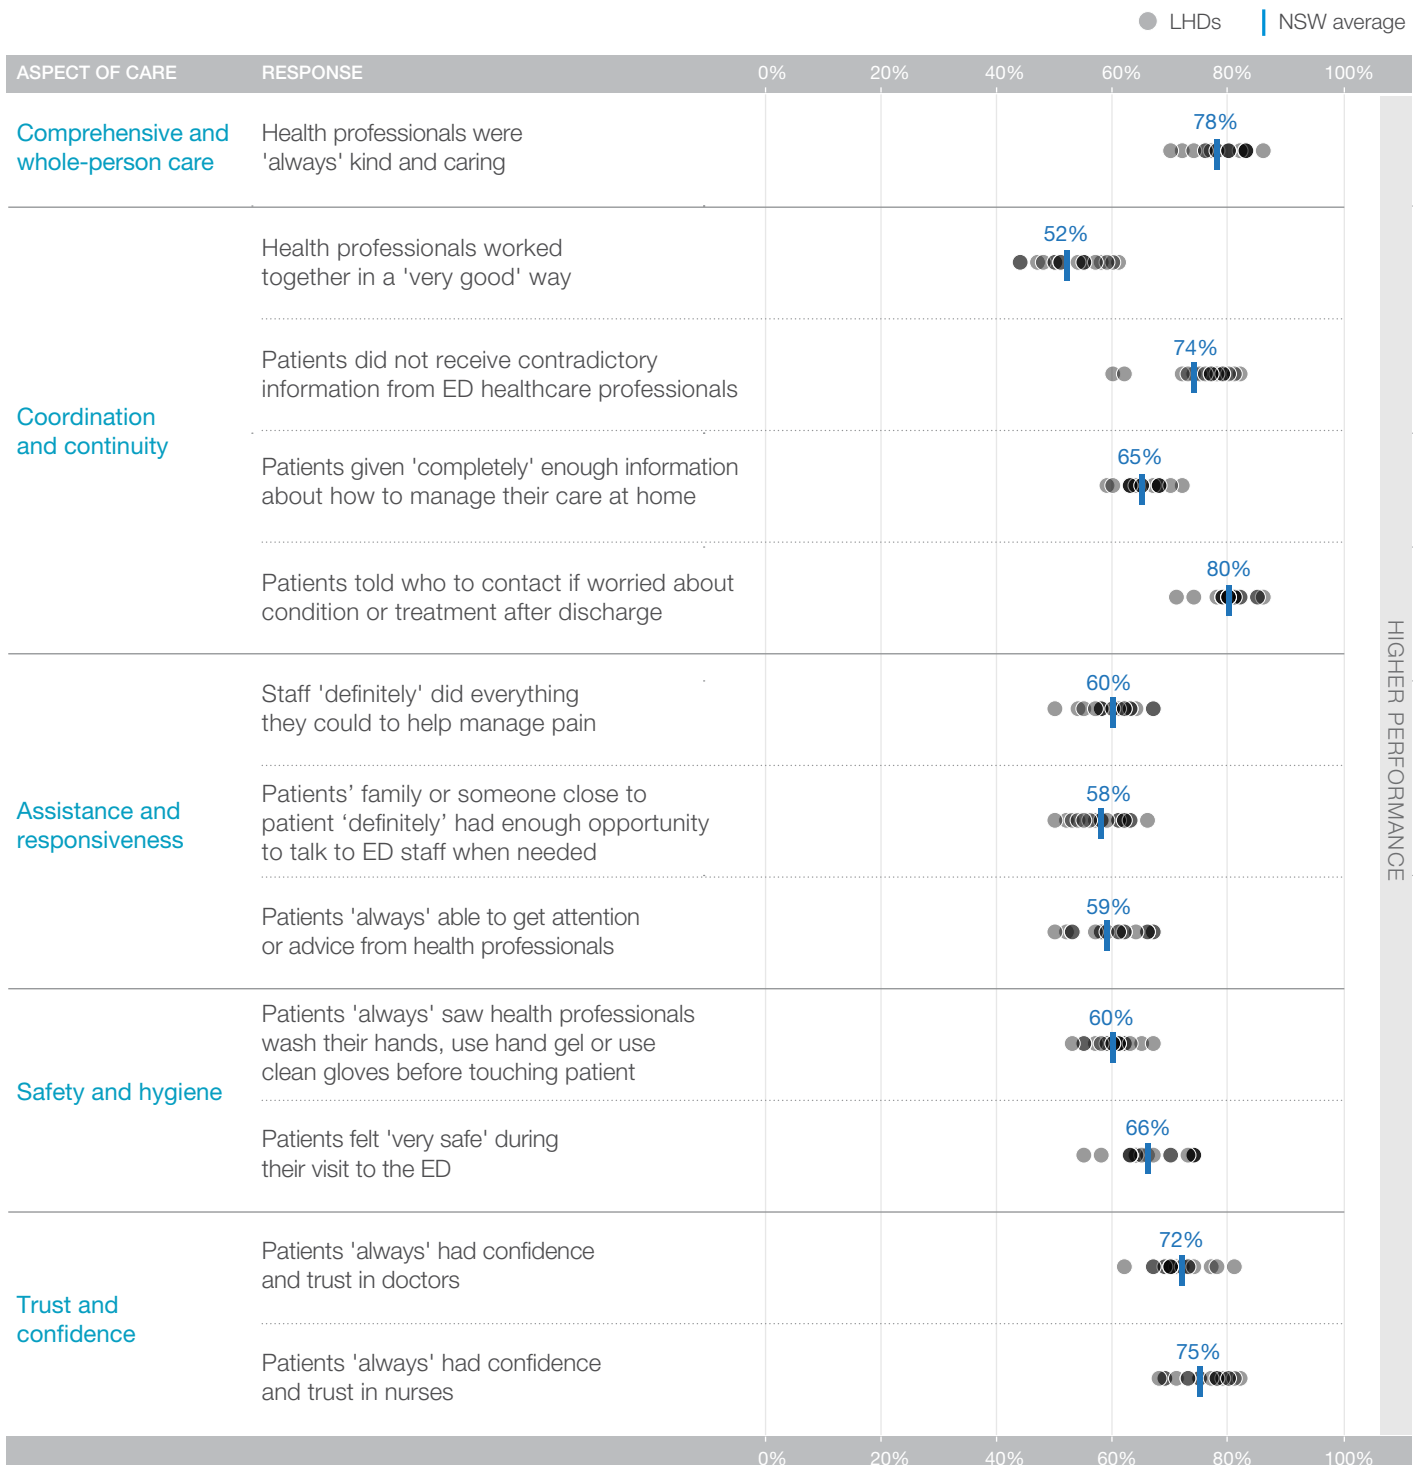 LHDs NSW average
ASPECT OF CARE RESPONSE 0% 20% 40% 60% 80% 100%
Comprehensive and
whole-person care
Health professionals were
'always' kind and caring
78%
Coordination
and continuity
Health professionals worked
together in a 'very good' way
52%
Patients did not receive contradictory
information from ED healthcare professionals
74%
Patients given 'completely' enough information
about how to manage their care at home
65%
Patients told who to contact if worried about
condition or treatment after discharge
80%
Assistance and
responsiveness
Staff 'definitely' did everything
they could to help manage pain
60%
Patients’ family or someone close to
patient ‘definitely’ had enough opportunity
to talk to ED staff when needed
58%
Patients 'always' able to get attention
or advice from health professionals
59%
Safety and hygiene
Patients 'always' saw health professionals
wash their hands, use hand gel or use
clean gloves before touching patient
60%
Patients felt 'very safe' during
their visit to the ED
66%
Trust and
confidence
Patients 'always' had confidence
and trust in doctors
72%
Patients 'always' had confidence
and trust in nurses
75%
0% 20% 40% 60% 80% 100%
HIGHER PERFORMANCE